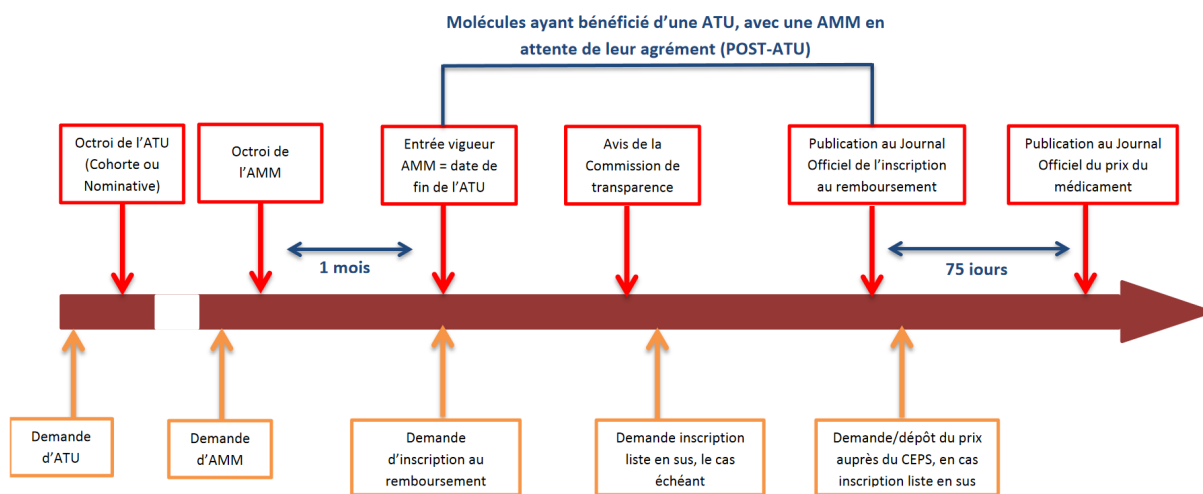 Molécules ayant bénéficié d’une ATU, avec une AMM en
attente de leur agrément (POST-ATU)
Octroi de l’ATU
(Cohorte ou
Nominative)
Octroi de
l’AMM
Entrée vigueur
AMM = date de
fin de l’ATU
Avis de la
Commission de
transparence
Publication au Journal
Officiel de l’inscription
au remboursement
Publication au Journal
Officiel du prix du
médicament
1 mois
75 iours
Demande
d’ATU
Demande
d’AMM
Demande
d’inscription au
remboursement
Demande inscription
liste en sus, le cas
échéant
Demande/dépôt du prix
auprès du CEPS, en cas
inscription liste en sus